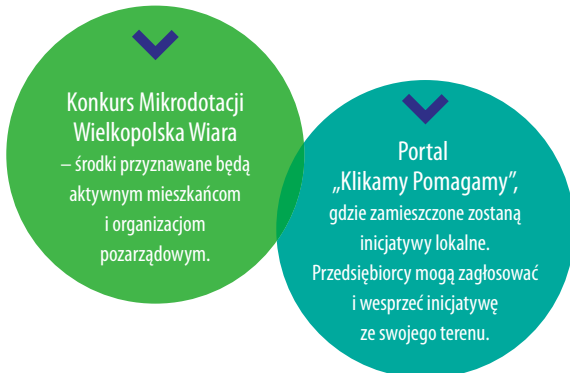 Konkurs Mikrodotacji
Wielkopolska Wiara
– środki przyznawane będą
aktywnym mieszkańcom
i organizacjom
pozarządowym.
Portal
„Klikamy Pomagamy”,
gdzie zamieszczone zostaną
inicjatywy lokalne.
Przedsiębiorcy mogą zagłosować
i wesprzeć inicjatywę
ze swojego terenu.